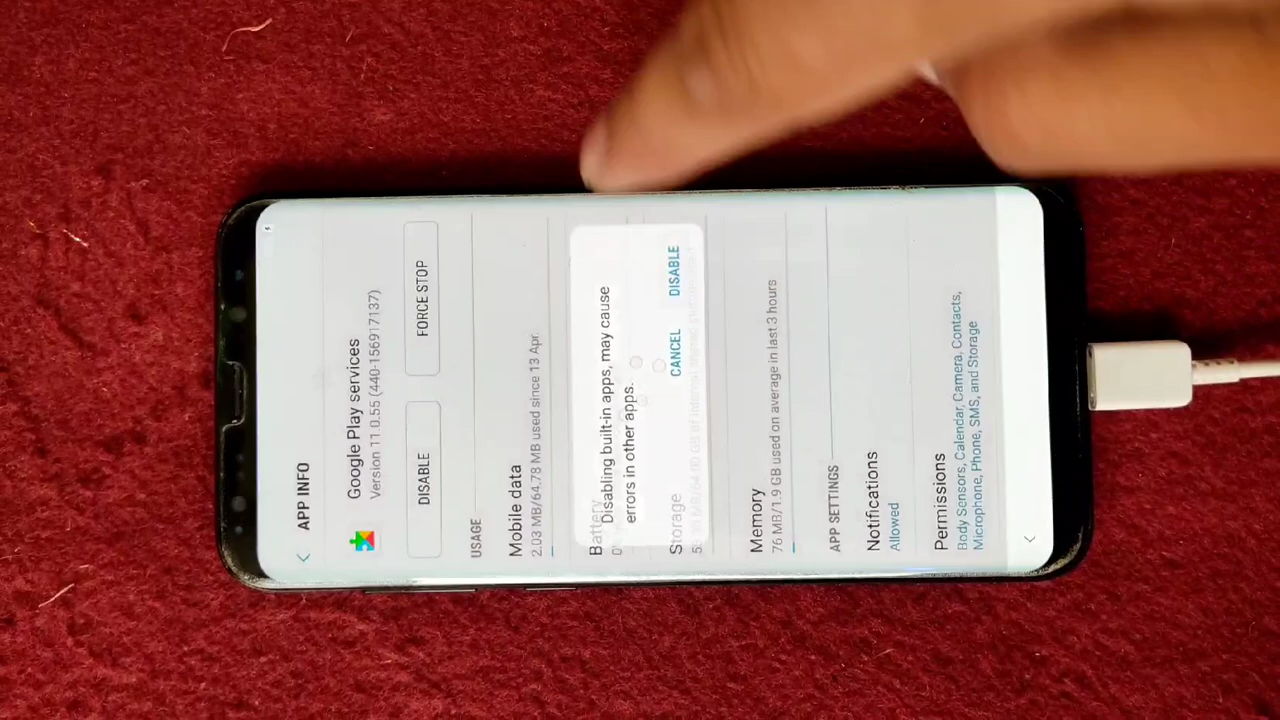 APP INFO
Google Play services
Version 11.0.55 (440-156917137)
DISABLE
FORCE STOP
USAGE
Mobile data
2.03 MB/64.78 MB used since 13 Apr.
Battery
Disabling built-in apps, may cause
errors in other apps.
CANCEL
DISABLE
Storage
Memory
76 MB/1.9 GB used on average in last 3 hours
APP SETTINGS
Notifications
Allowed
Permissions
Body Sensors, Calendar, Camera, Contacts,
Microphone, Phone, SMS, and Storage